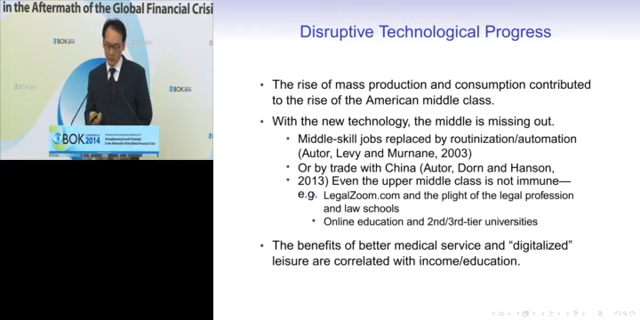 in the Aftermath of the Global Financial Crisi
BOK
BOK
BOK 2014
Disruptive Technological Progress
• The rise of mass production and consumption contributed
to the rise of the American middle class.
• With the new technology, the middle is missing out.
• Middle-skill jobs replaced by routinization/automation
(Autor, Levy and Murnane, 2003)
• Or by trade with China (Autor, Dorn and Hanson,
• 2013) Even the upper middle class is not immune—
e.g.
• LegalZoom.com and the plight of the legal profession
and law schools
• Online education and 2nd/3rd-tier universities
• The benefits of better medical service and “digitalized”
leisure are correlated with income/education.